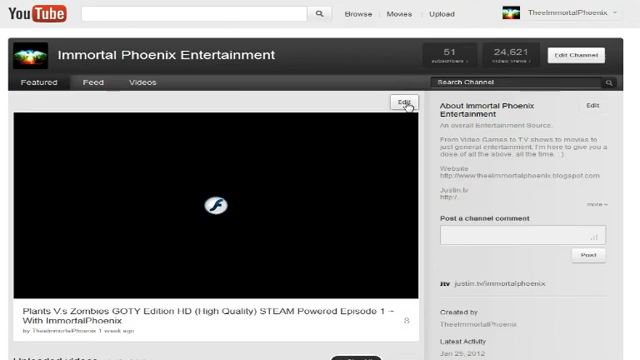 YouTube
Browse Movies Upload TheeImmortalPhoenix
Immortal Phoenix Entertainment
51 24,621 Edit Channel
subscribers video views
Featured Feed Videos Search Channel
Edit
About Immortal Phoenix Entertainment Edit
An overall Entertainment Source.
From Video Games to TV shows to movies to
just general entertainment, I'm here to give you a
dose of all the above, all the time. :)
Website
http://www.theeimmortalphoenix.blogspot.com
Justin.tv
http:/
more
Post a channel comment
Post
Jtv justin.tv/immortalphoenix
Plants V.s Zombies GOTY Edition HD (High Quality) STEAM Powered Episode 1 ~
With ImmortalPhoenix 8
by TheeImmortalPhoenix 1 week ago
Created by
TheeImmortalPhoenix
Latest Activity
Jan 25, 2012
Uploaded videos